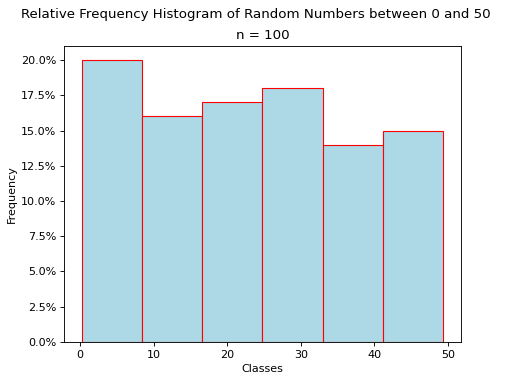 Relative Frequency Histogram of Random Numbers between 0 and 50
n = 100
20.0%
17.5%
15.0%
12.5%
10.0%
7.5%
5.0%
2.5%
0.0%
Frequency
0 10 20 30 40 50
Classes